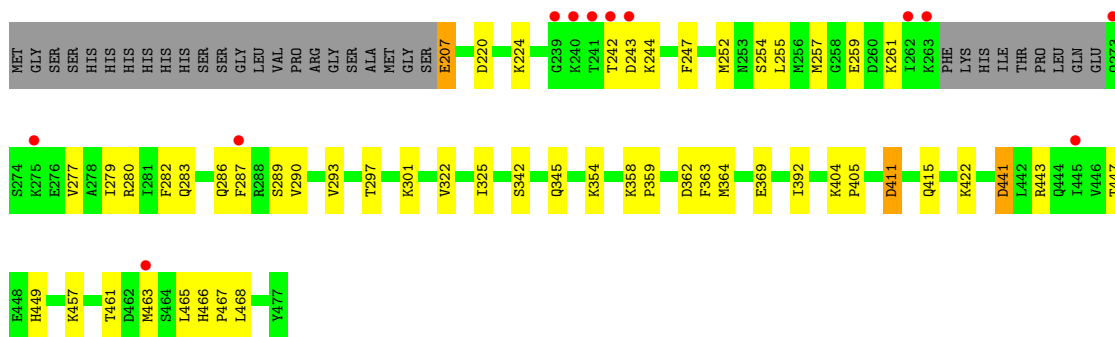 MET GLY SER SER HIS HIS HIS HIS HIS HIS SER SER GLY LEU VAL PRO ARG GLY SER ALA MET GLY SER E207 D220 K224 G239 K240 T241 T242 D243 K244 F247 M252 N253 S254 L255 M256 M257 G258 E259 D260 K261 I262 K263 PHE LYS HIS ILE THR PRO LEU GLN GLU Q273
S274 K275 E276 V277 A278 I279 R280 I281 F282 Q283 Q286 F287 R288 S289 V290 V293 T297 K301 V322 I325 S342 Q345 K354 K358 P359 D362 F363 M364 E369 I392 K404 P405 D411 Q415 K422 D441 L442 R443 Q444 I445 V446 T447
E448 H449 K457 T461 D462 M463 S464 L465 H466 P467 L468 Y477